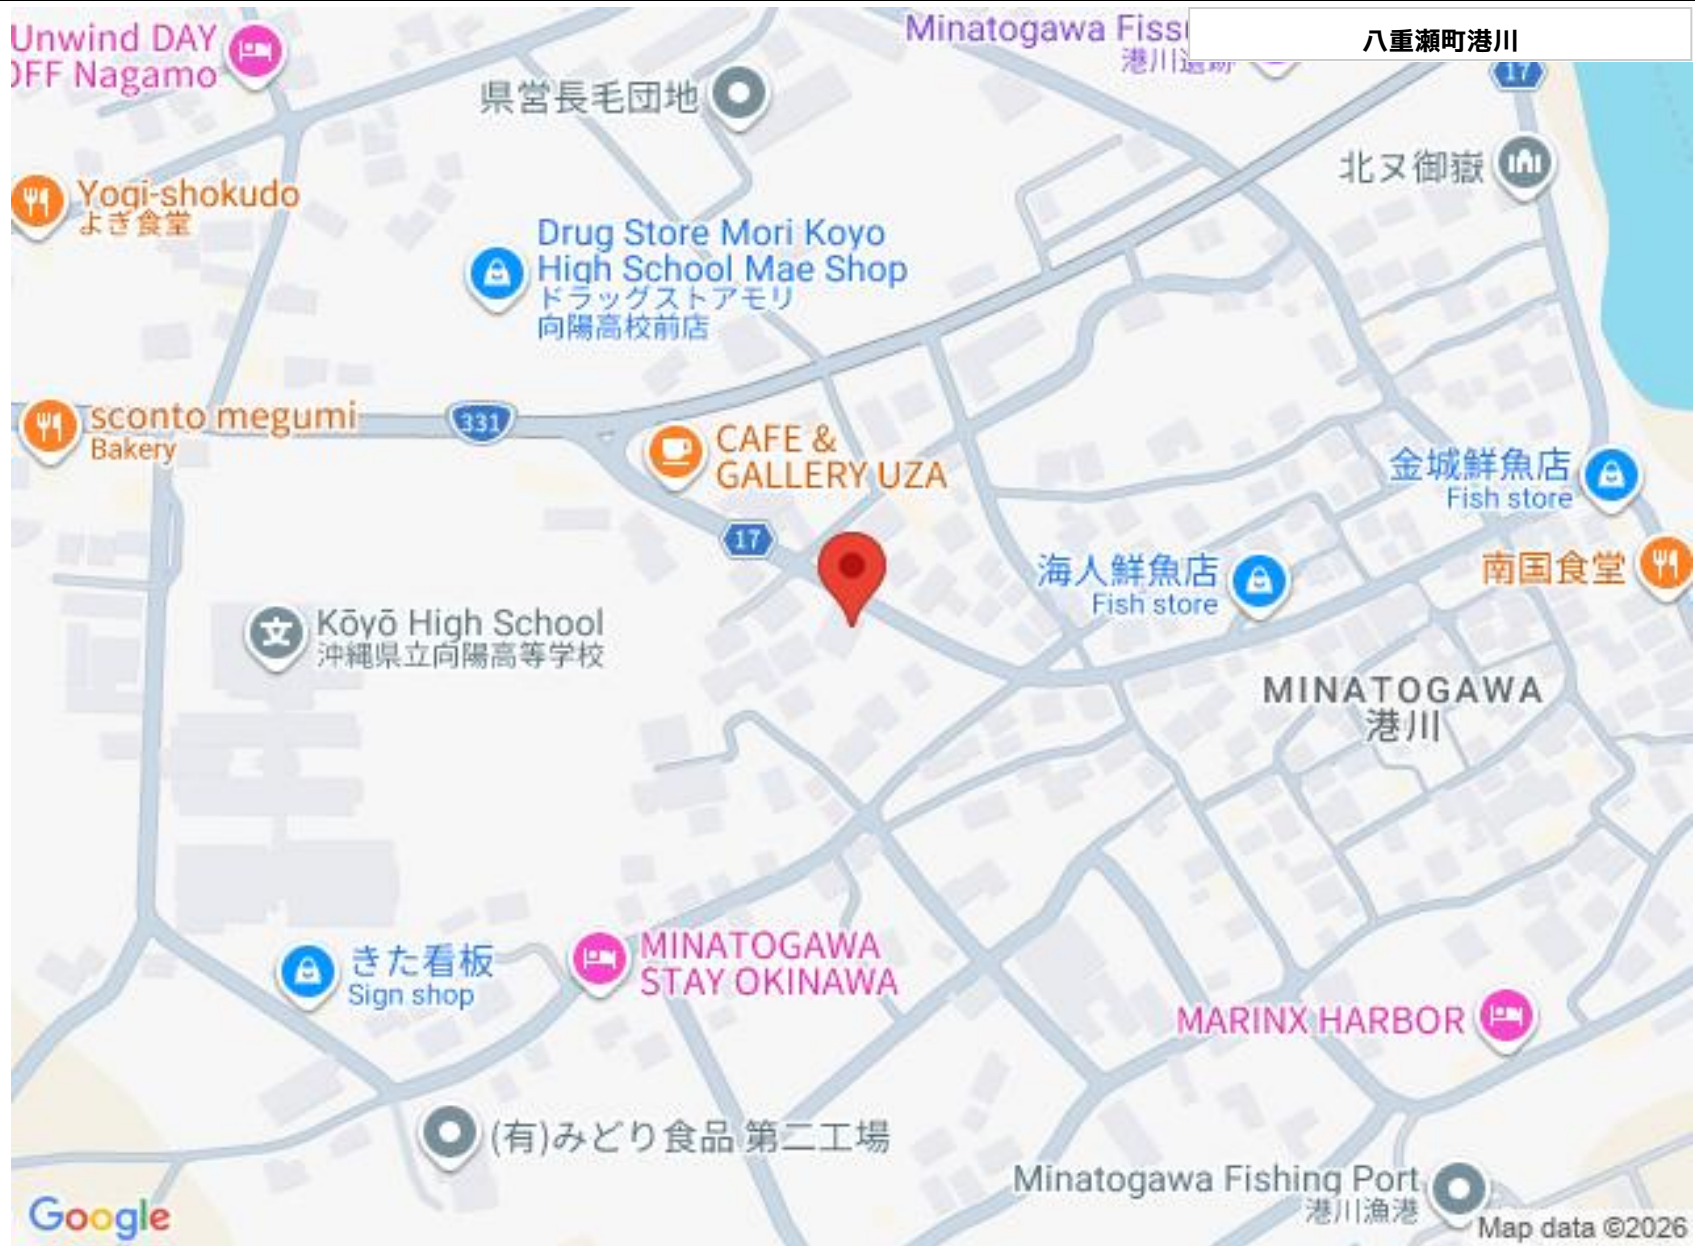 八重瀬町港川
Unwind DAY
OFF Nagamo
Minatogawa
港川遺跡
17
県営長毛団地
北ヌ御嶽
Yogi-shokudo
よぎ食堂
Drug Store Mori Koyo
High School Mae Shop
ドラッグストアモリ
向陽高校前店
sconto megumi
Bakery
331
CAFE &
GALLERY UZA
金城鮮魚店
Fish store
17
海人鮮魚店
Fish store
南国食堂
Kōyō High School
沖縄県立向陽高等学校
MINATOGAWA
港川
きた看板
Sign shop
MINATOGAWA
STAY OKINAWA
MARINX HARBOR
(有)みどり食品 第二工場
Minatogawa Fishing Port
港川漁港
Google
Map data ©2026